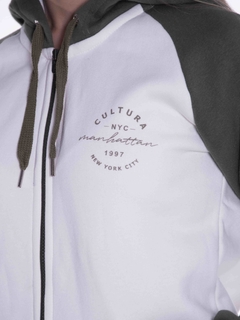 CULTURA
-NYC-
manhattan
1997
NEW YORK CITY